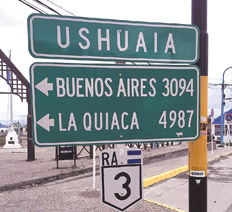 USHUAIA
BUENOS AIRES 3094
LA QUIACA 4987
RA.
3